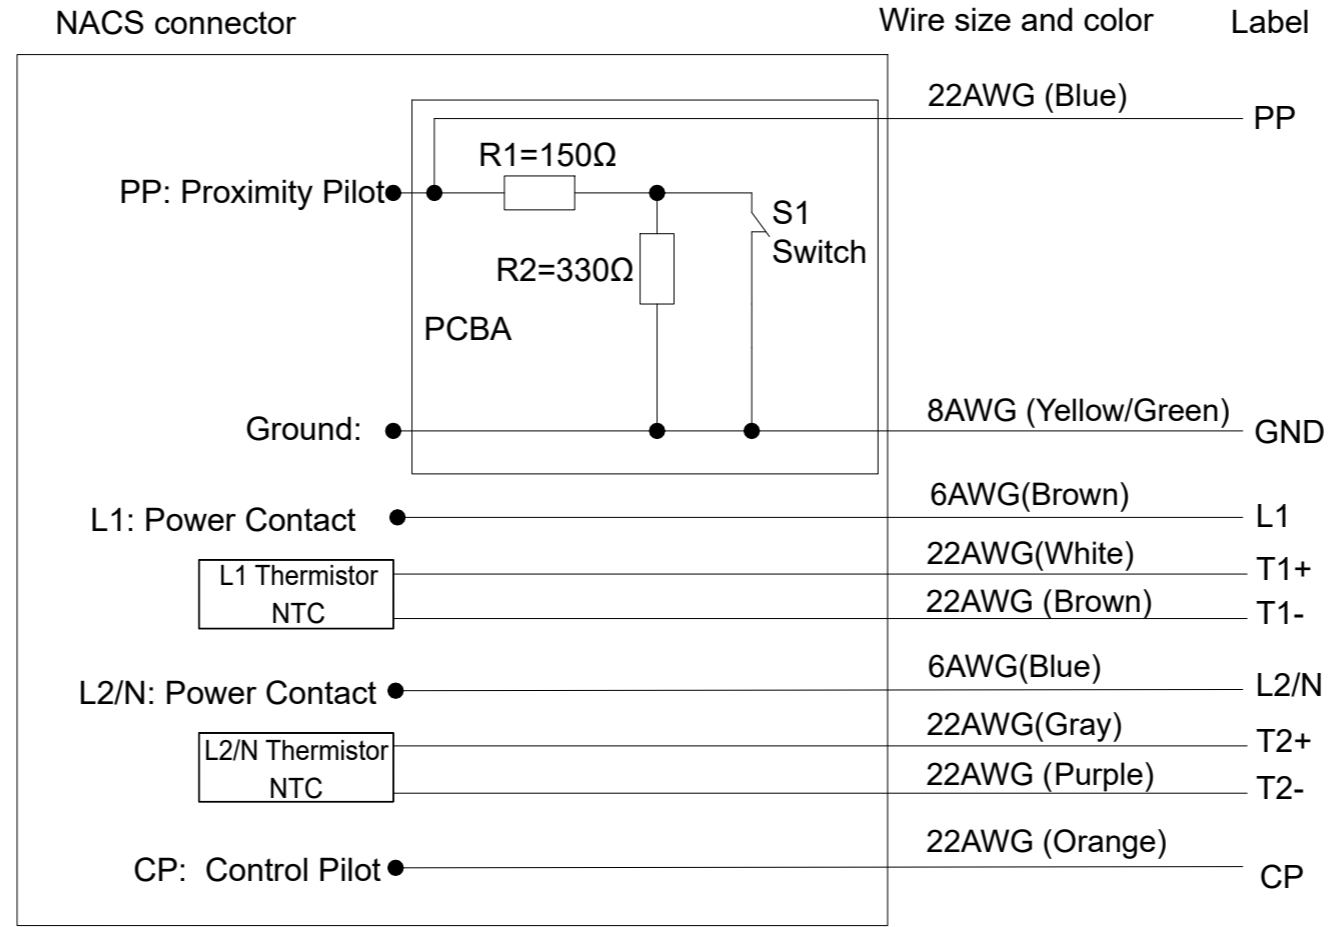 NACS connector
Wire size and color
Label
22AWG (Blue)
PP
R1=150Ω
PP: Proximity Pilot
S1
Switch
R2=330Ω
PCBA
8AWG (Yellow/Green)
Ground:
GND
6AWG(Brown)
L1: Power Contact
L1
22AWG(White)
L1 Thermistor
NTC
T1+
22AWG (Brown)
T1-
6AWG(Blue)
L2/N: Power Contact
L2/N
22AWG(Gray)
L2/N Thermistor
NTC
T2+
22AWG (Purple)
T2-
22AWG (Orange)
CP: Control Pilot
CP